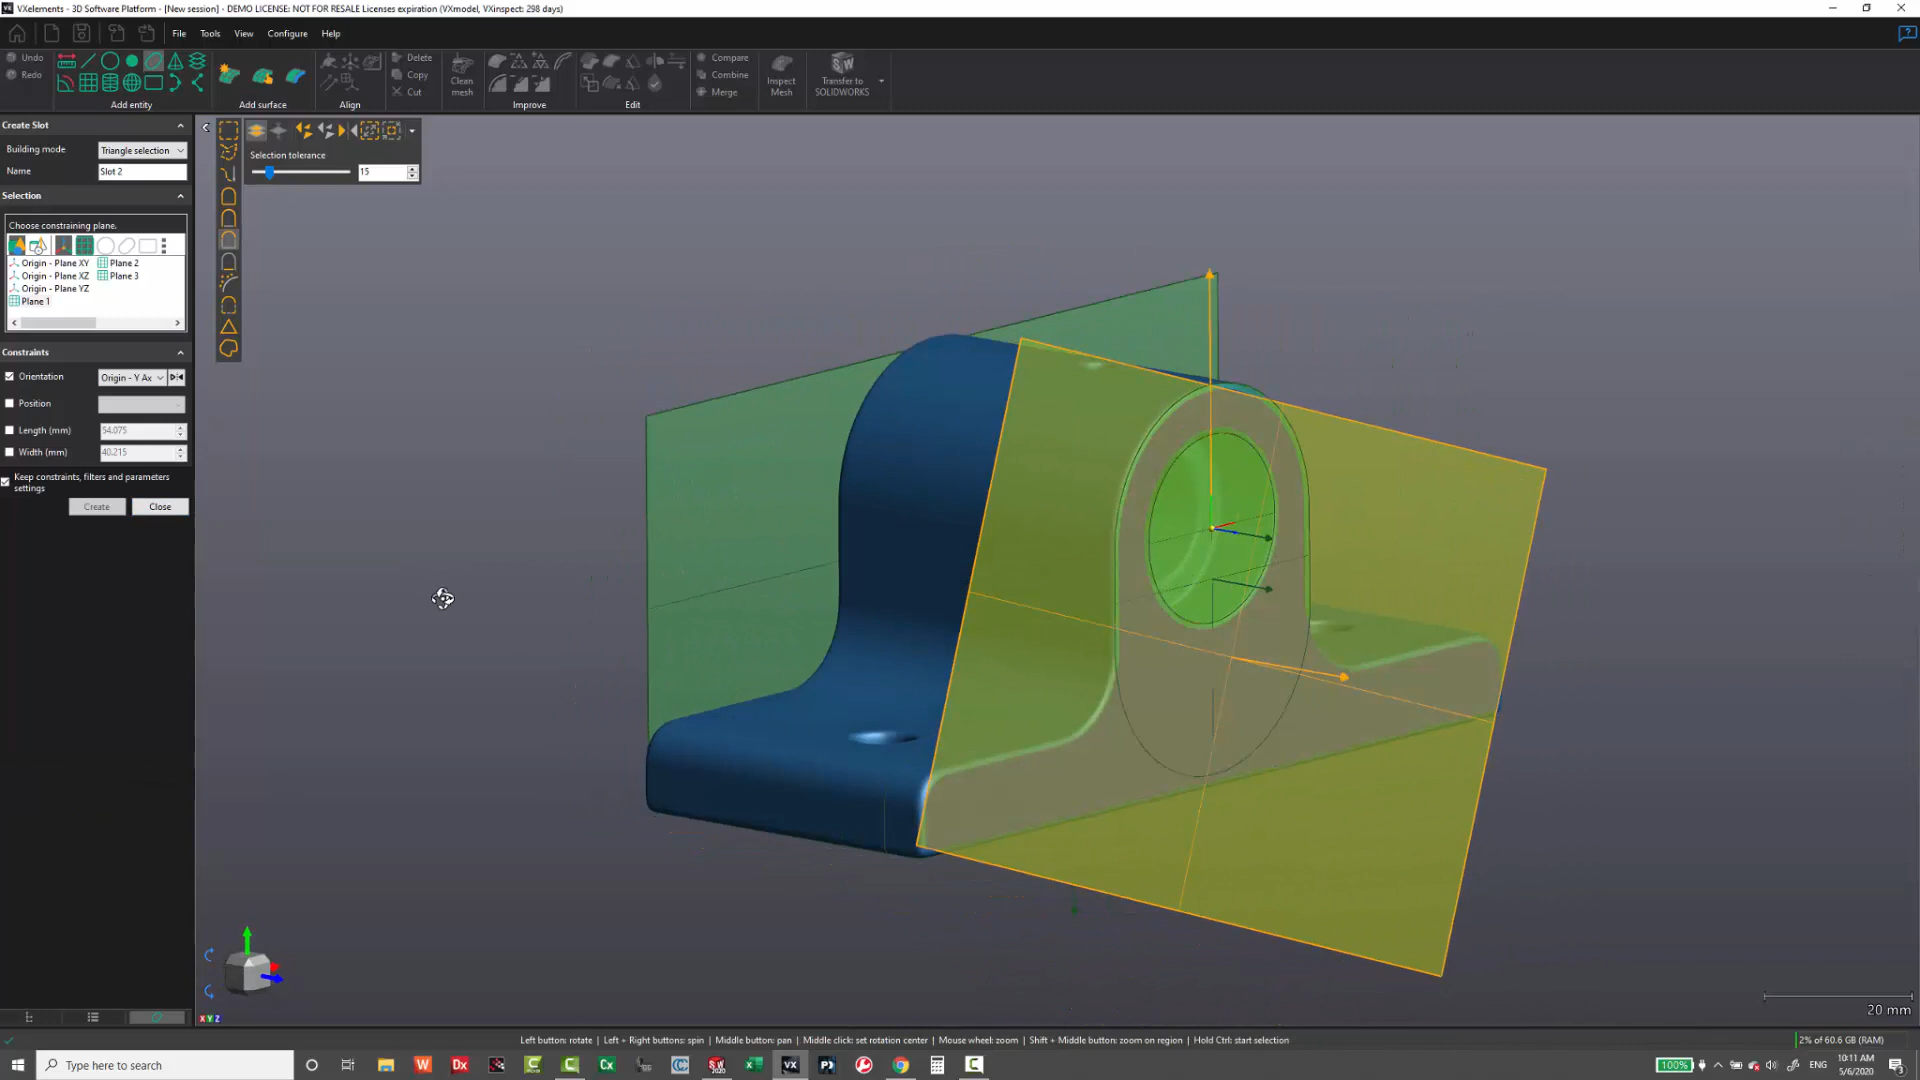 VXelements - 3D Software Platform - [New session] - DEMO LICENSE: NOT FOR RESALE Licenses expiration (VXmodel, VXinspect: 298 days)
File Tools View Configure Help
Undo
Redo
Add entity
Add surface
Align
Delete
Copy
Cut
Clean mesh
Improve
Edit
Compare
Combine
Merge
Inspect Mesh
Transfer to SOLIDWORKS
Create Slot
Building mode Triangle selection
Name Slot 2
Selection
Choose constraining plane.
Origin - Plane XY Plane 2
Origin - Plane XZ Plane 3
Origin - Plane YZ
Plane 1
Constraints
Orientation Origin - Y Ax
Position
Length (mm) 54.075
Width (mm) 40.215
Keep constraints, filters and parameters
settings
Create Close
Selection tolerance
15
XYZ
20 mm
Left button: rotate | Left + Right buttons: spin | Middle button: pan | Middle click: set rotation center | Mouse wheel: zoom | Shift + Middle button: zoom on region | Hold Ctrl: start selection
2% of 60.6 GB (RAM)
Type here to search
100%
ENG
10:11 AM
5/6/2020